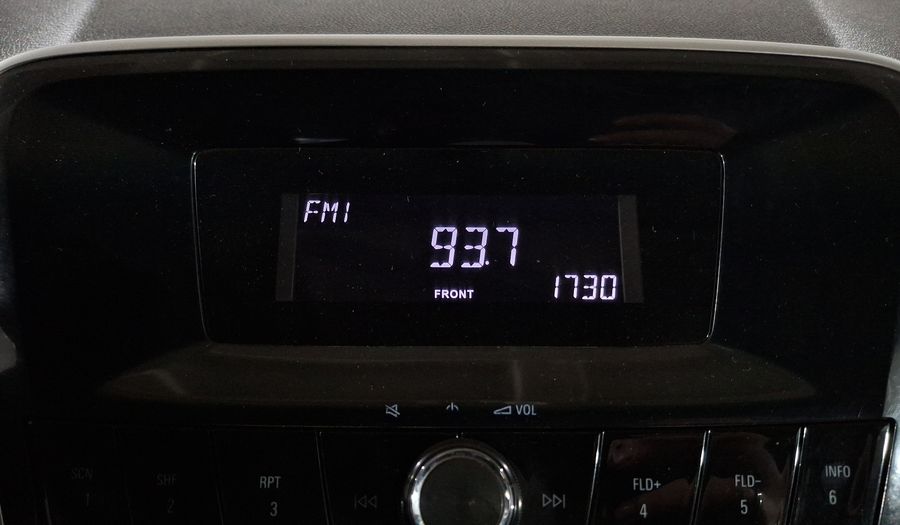 FM1
93.7
FRONT
1730
VOL
SCN
SHF
RPT
FLD+
FLD-
INFO
1
2
3
4
5
6